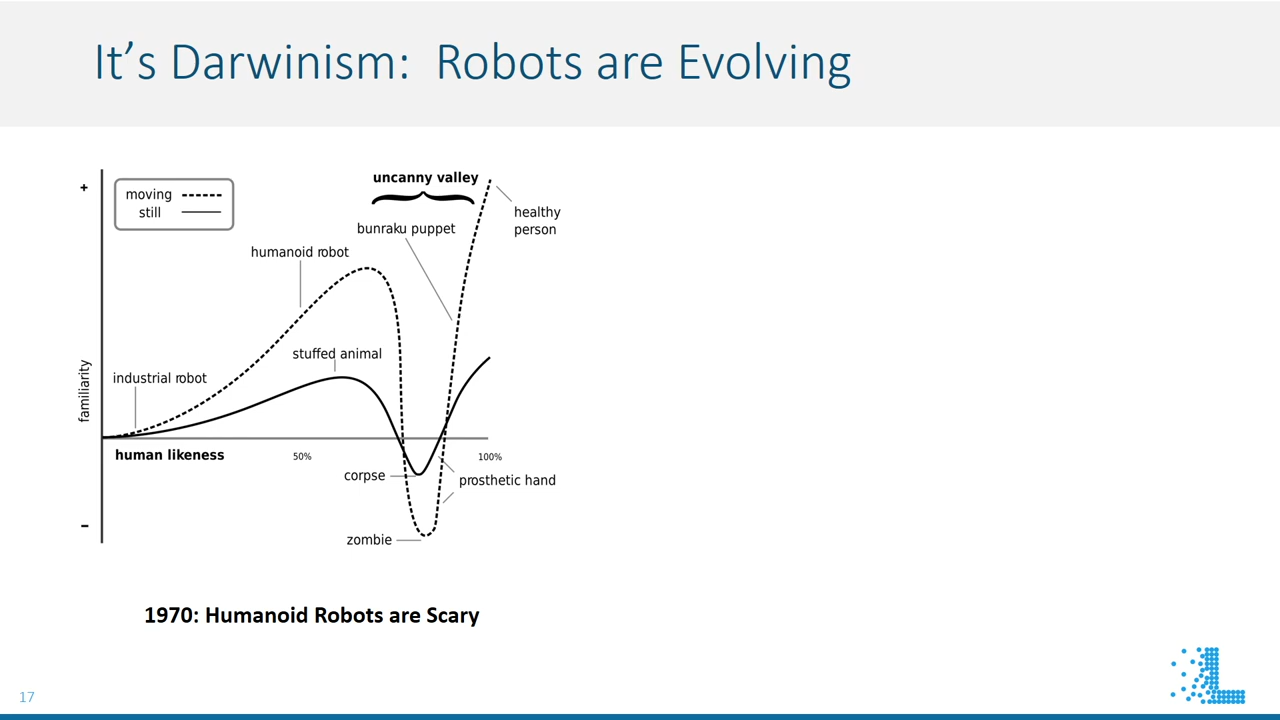 It’s Darwinism:  Robots are Evolving
+
moving
still
uncanny valley
healthy
person
bunraku puppet
humanoid robot
stuffed animal
industrial robot
familiarity
human likeness
50%
100%
corpse
prosthetic hand
–
zombie
1970: Humanoid Robots are Scary
17